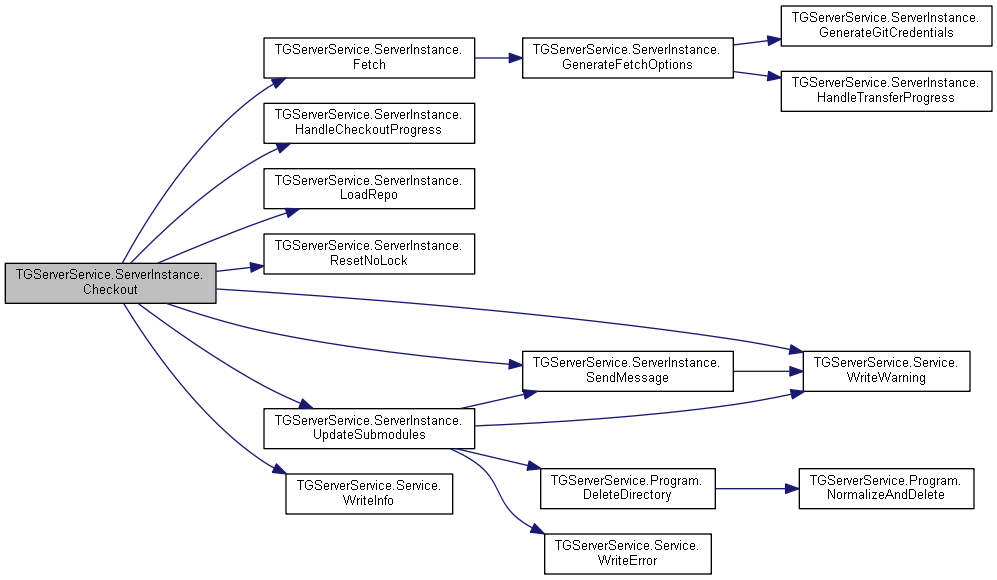 TGServerService.ServerInstance.
Checkout
TGServerService.ServerInstance.
Fetch
TGServerService.ServerInstance.
HandleCheckoutProgress
TGServerService.ServerInstance.
LoadRepo
TGServerService.ServerInstance.
ResetNoLock
TGServerService.ServerInstance.
UpdateSubmodules
TGServerService.Service.
WriteInfo
TGServerService.ServerInstance.
GenerateFetchOptions
TGServerService.ServerInstance.
SendMessage
TGServerService.Program.
DeleteDirectory
TGServerService.Service.
WriteError
TGServerService.ServerInstance.
GenerateGitCredentials
TGServerService.ServerInstance.
HandleTransferProgress
TGServerService.Service.
WriteWarning
TGServerService.Program.
NormalizeAndDelete